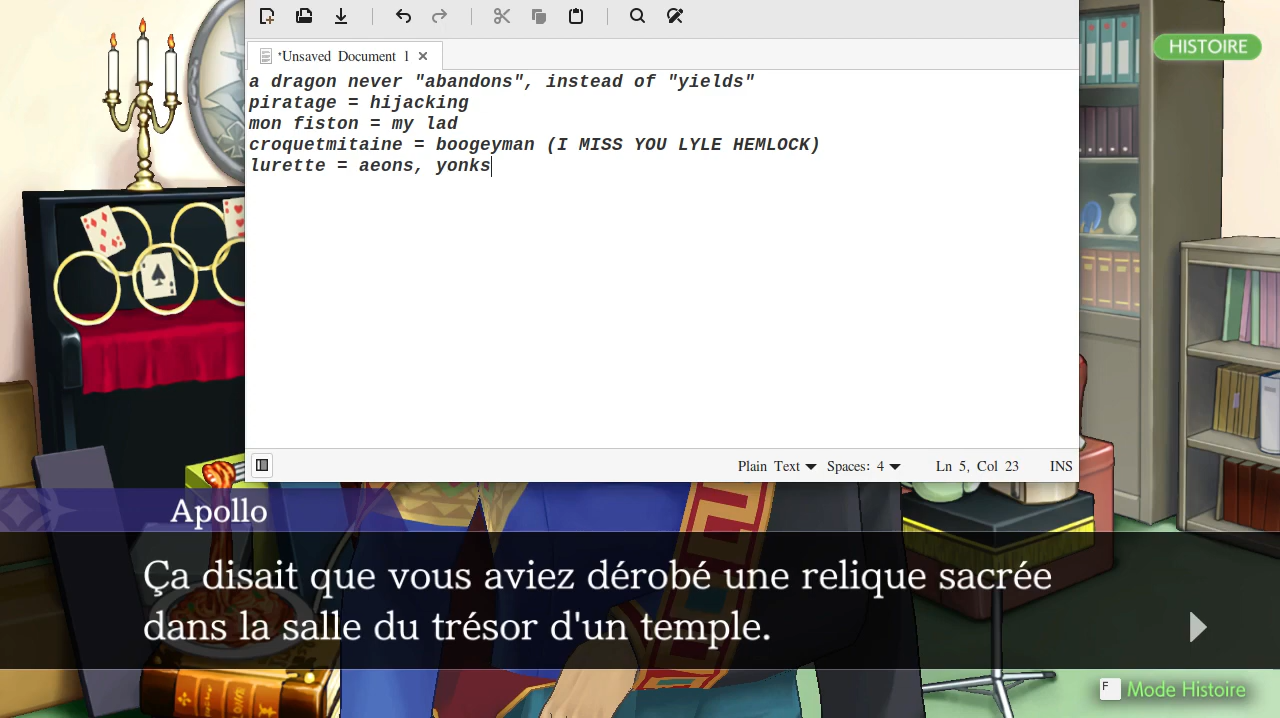 HISTOIRE
*Unsaved Document 1
a dragon never "abandons", instead of "yields"
piratage = hijacking
mon fiston = my lad
croquetmitaine = boogeyman (I MISS YOU LYLE HEMLOCK)
lurette = aeons, yonks
Plain Text Spaces: 4 Ln 5, Col 23 INS
Apollo
Ça disait que vous aviez dérobé une relique sacrée
dans la salle du trésor d'un temple.
F Mode Histoire